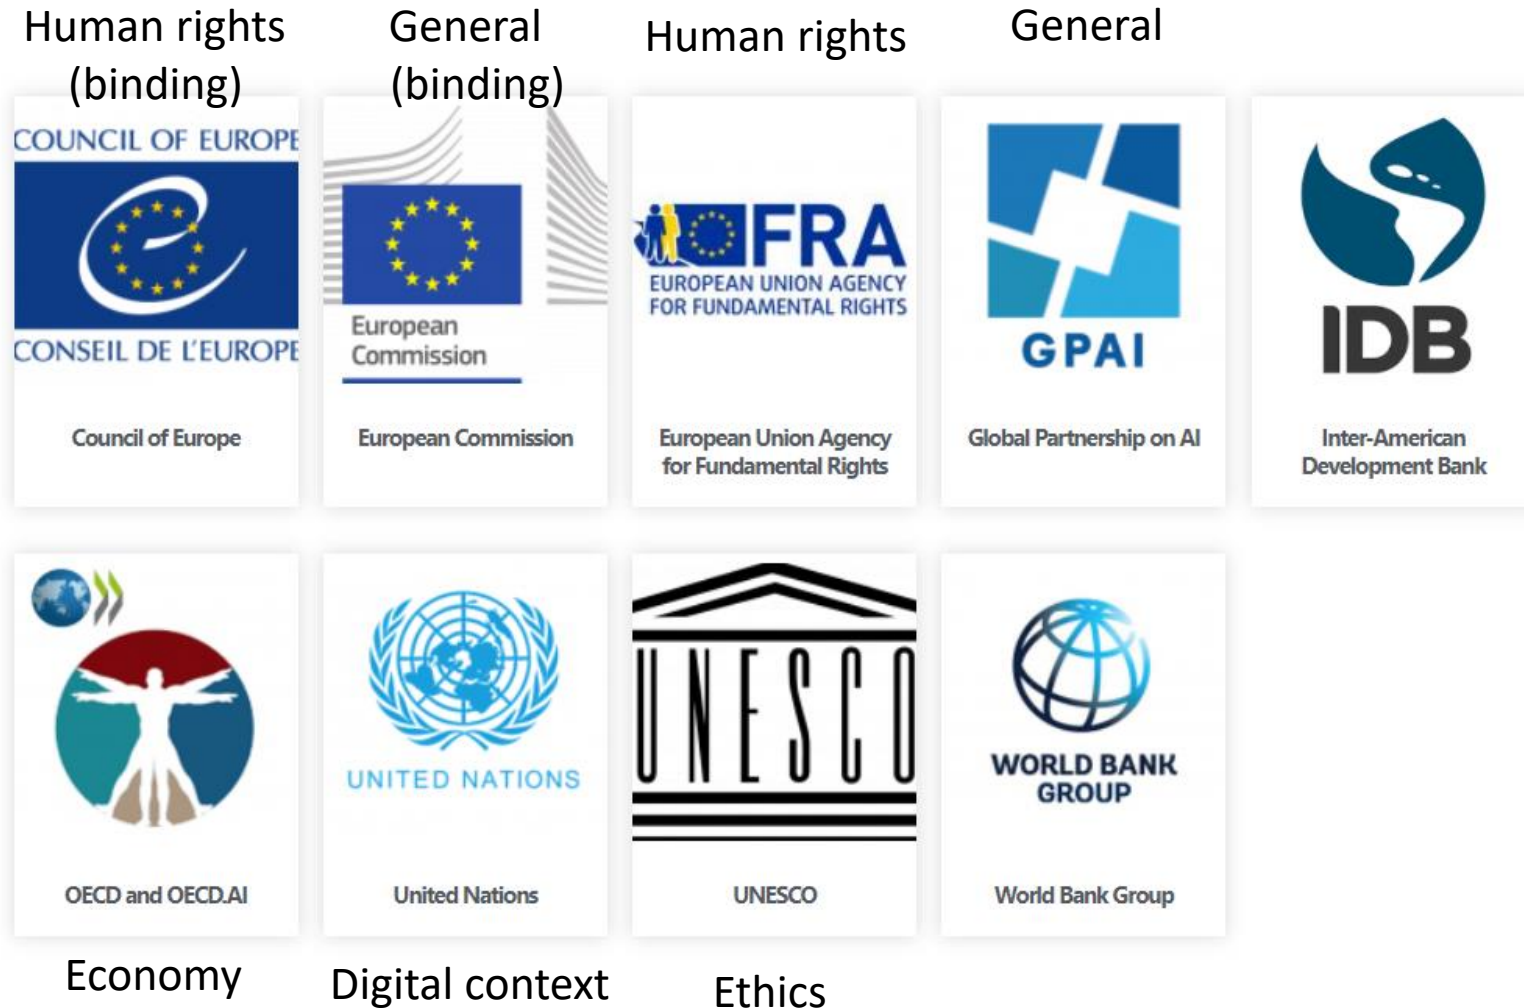 Human rights
(binding)
General
(binding)
Human rights
General
COUNCIL OF EUROPE
CONSEIL DE L'EUROPE
Council of Europe
European
Commission
European Commission
FRA
EUROPEAN UNION AGENCY
FOR FUNDAMENTAL RIGHTS
European Union Agency
for Fundamental Rights
GPAI
Global Partnership on AI
IDB
Inter-American
Development Bank
OECD and OECD.AI
Economy
UNITED NATIONS
United Nations
Digital context
UNESCO
UNESCO
Ethics
WORLD BANK
GROUP
World Bank Group